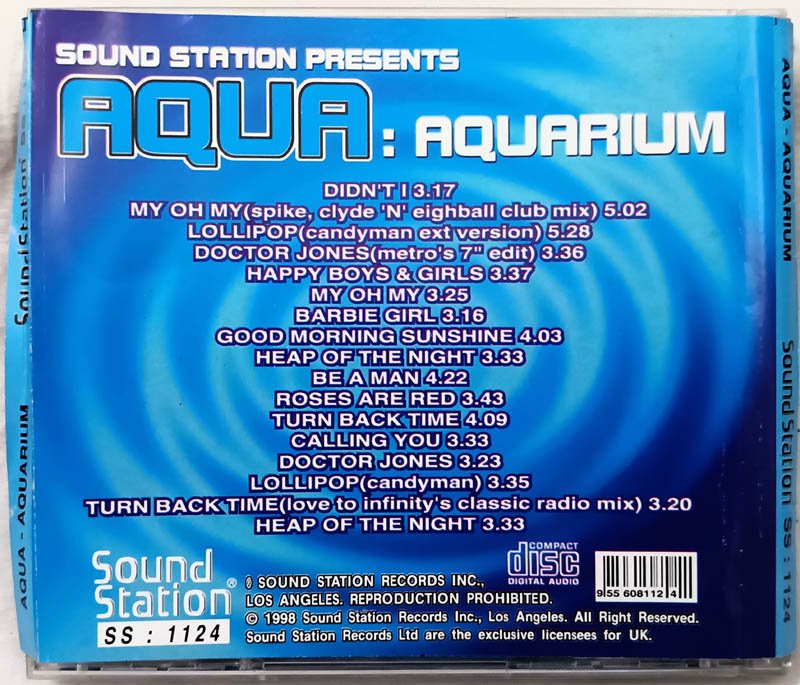 SOUND STATION PRESENTS
AQUA : AQUARIUM
DIDN'T I 3.17
MY OH MY(spike, clyde 'N' eighball club mix) 5.02
LOLLIPOP(candyman ext version) 5.28
DOCTOR JONES(metro's 7" edit) 3.36
HAPPY BOYS & GIRLS 3.37
MY OH MY 3.25
BARBIE GIRL 3.16
GOOD MORNING SUNSHINE 4.03
HEAP OF THE NIGHT 3.33
BE A MAN 4.22
ROSES ARE RED 3.43
TURN BACK TIME 4.09
CALLING YOU 3.33
DOCTOR JONES 3.23
LOLLIPOP(candyman) 3.35
TURN BACK TIME(love to infinity's classic radio mix) 3.20
HEAP OF THE NIGHT 3.33
Sound
Station®
SS : 1124
℗ SOUND STATION RECORDS INC.,
LOS ANGELES. REPRODUCTION PROHIBITED.
© 1998 Sound Station Records Inc., Los Angeles. All Right Reserved.
Sound Station Records Ltd are the exclusive licensees for UK.
COMPACT
disc
DIGITAL AUDIO
9 55 608112 4
AQUA - AQUARIUM
Sound Station SS
AQUA - AQUARIUM
Sound Station SS : 1124